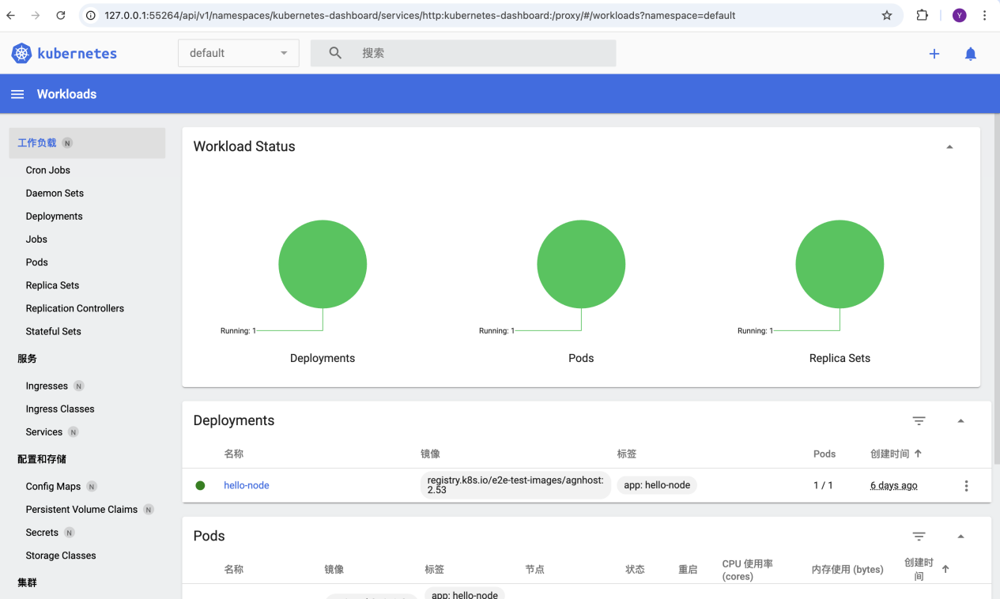 127.0.0.1:55264/api/v1/namespaces/kubernetes-dashboard/services/http:kubernetes-dashboard:/proxy/#/workloads?namespace=default
Y
kubernetes
default
搜索
Workloads
工作负载 N
Cron Jobs
Daemon Sets
Deployments
Jobs
Pods
Replica Sets
Replication Controllers
Stateful Sets
服务
Ingresses N
Ingress Classes
Services N
配置和存储
Config Maps N
Persistent Volume Claims N
Secrets N
Storage Classes
集群
Workload Status
Running: 1
Deployments
Running: 1
Pods
Running: 1
Replica Sets
Deployments
名称 镜像 标签 Pods 创建时间
hello-node registry.k8s.io/e2e-test-images/agnhost: app: hello-node 1 / 1 6 days ago
2.53
Pods
名称 镜像 标签 节点 状态 重启 CPU 使用率 内存使用 (bytes) 创建时
(cores) 间
app: hello-node